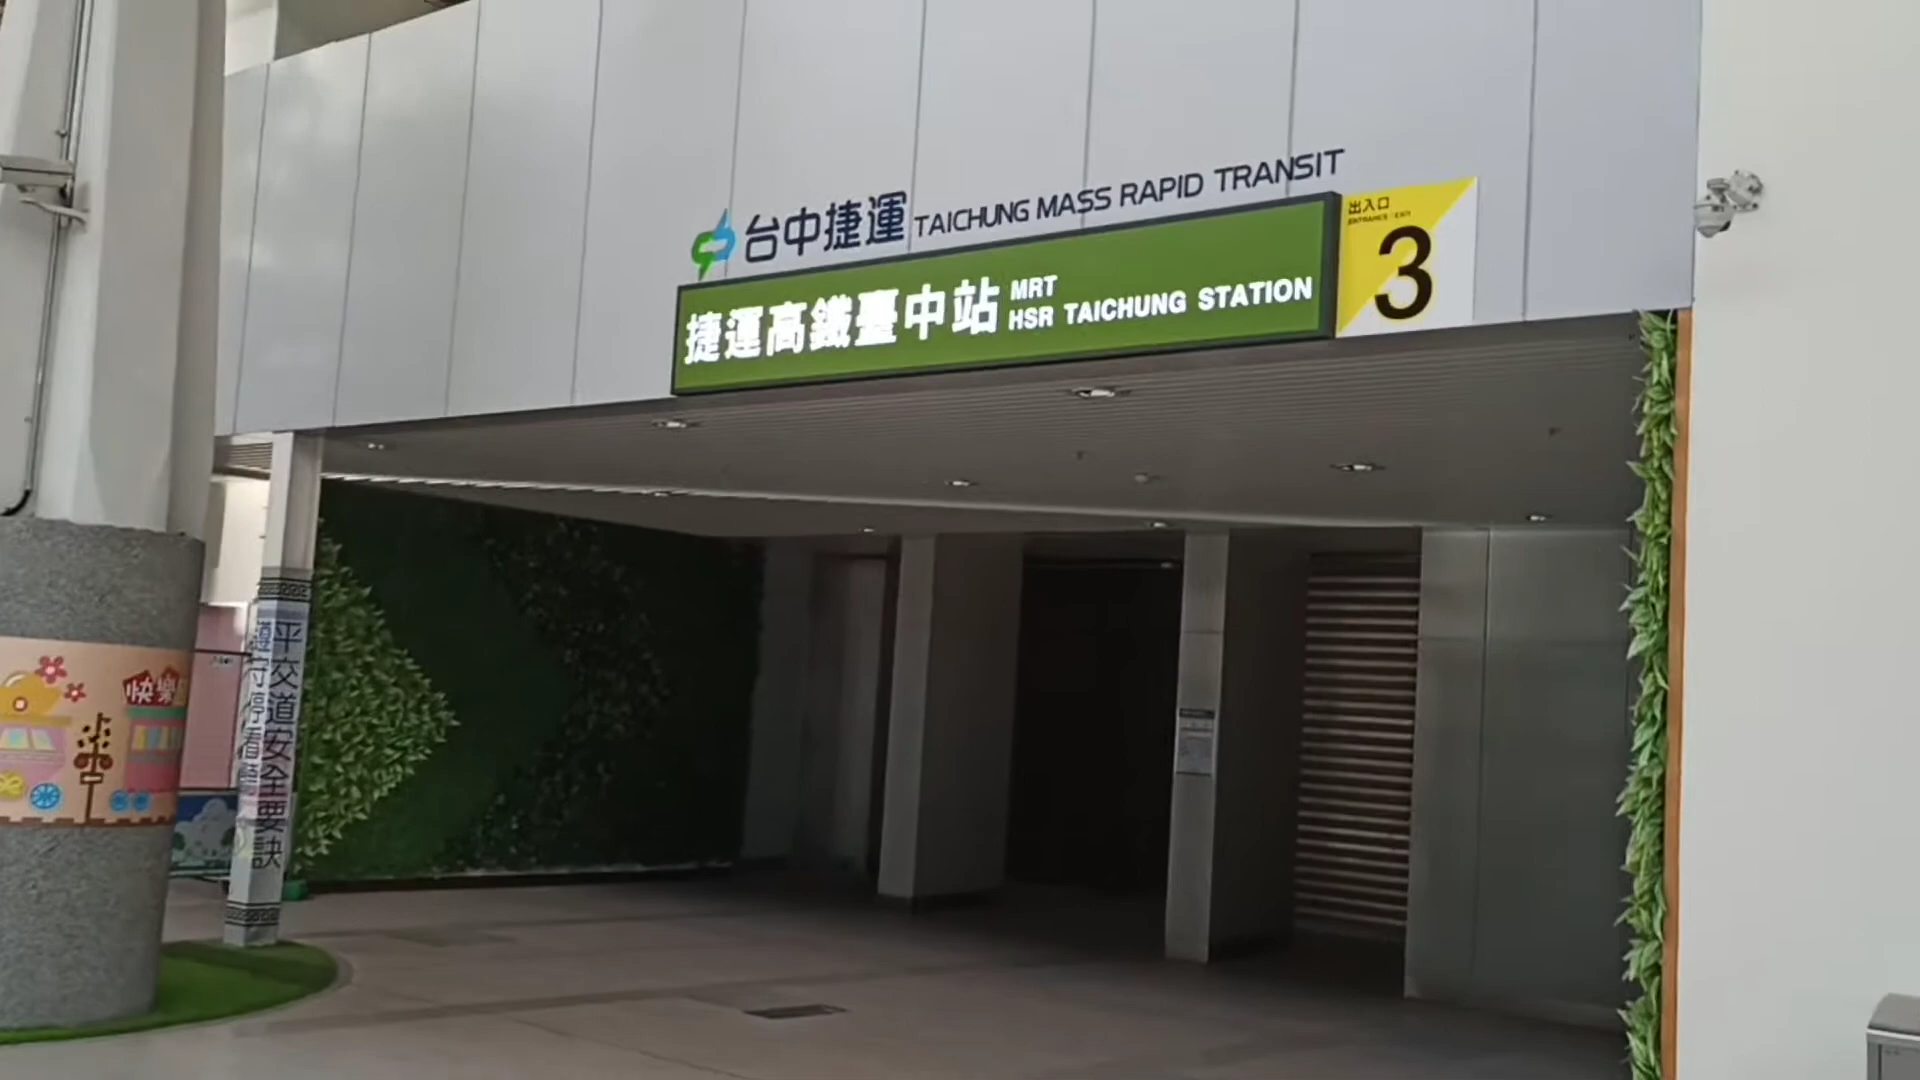 台中捷運 TAICHUNG MASS RAPID TRANSIT
捷運高鐵臺中站 MRT
HSR TAICHUNG STATION
出入口
ENTRANCE / EXIT
3
平交道安全要訣
遵守停看聽
快樂